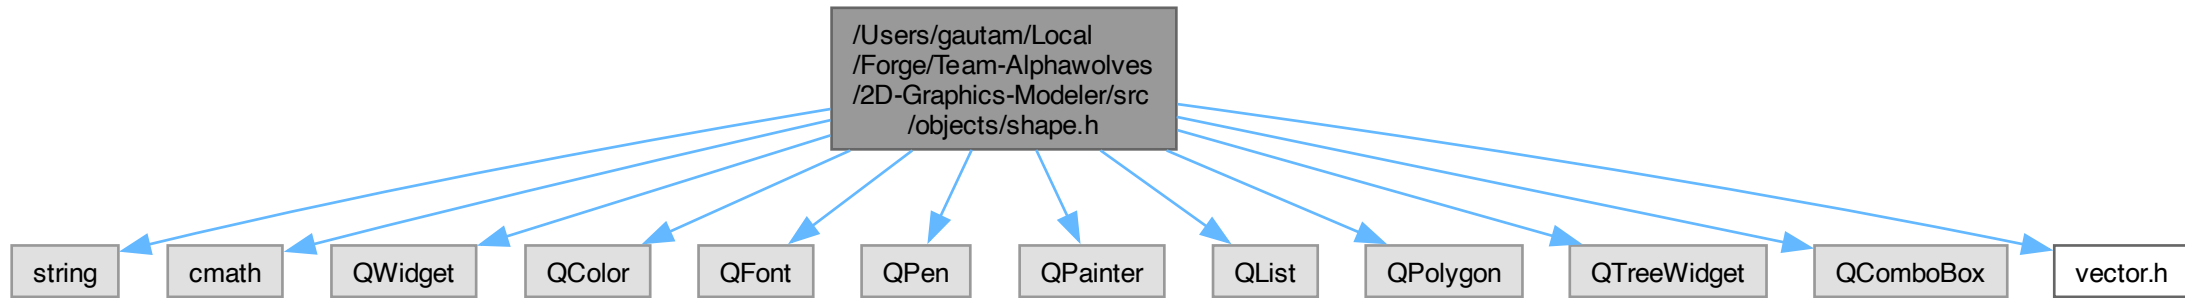 /Users/gautam/Local
/Forge/Team-Alphawolves
/2D-Graphics-Modeler/src
/objects/shape.h
string
cmath
QWidget
QColor
QFont
QPen
QPainter
QList
QPolygon
QTreeWidget
QComboBox
vector.h